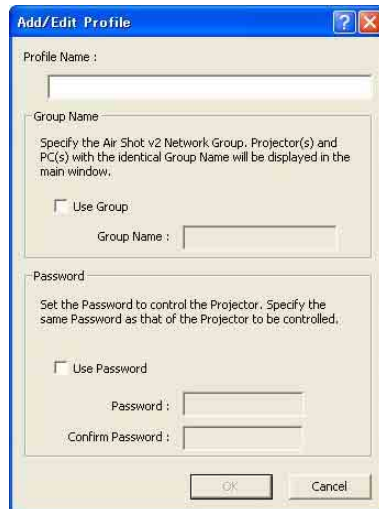 Add/Edit Profile
Profile Name :
Group Name
Specify the Air Shot v2 Network Group. Projector(s) and
PC(s) with the identical Group Name will be displayed in the
main window.
Use Group
Group Name :
Password
Set the Password to control the Projector. Specify the
same Password as that of the Projector to be controlled.
Use Password
Password :
Confirm Password :
OK
Cancel